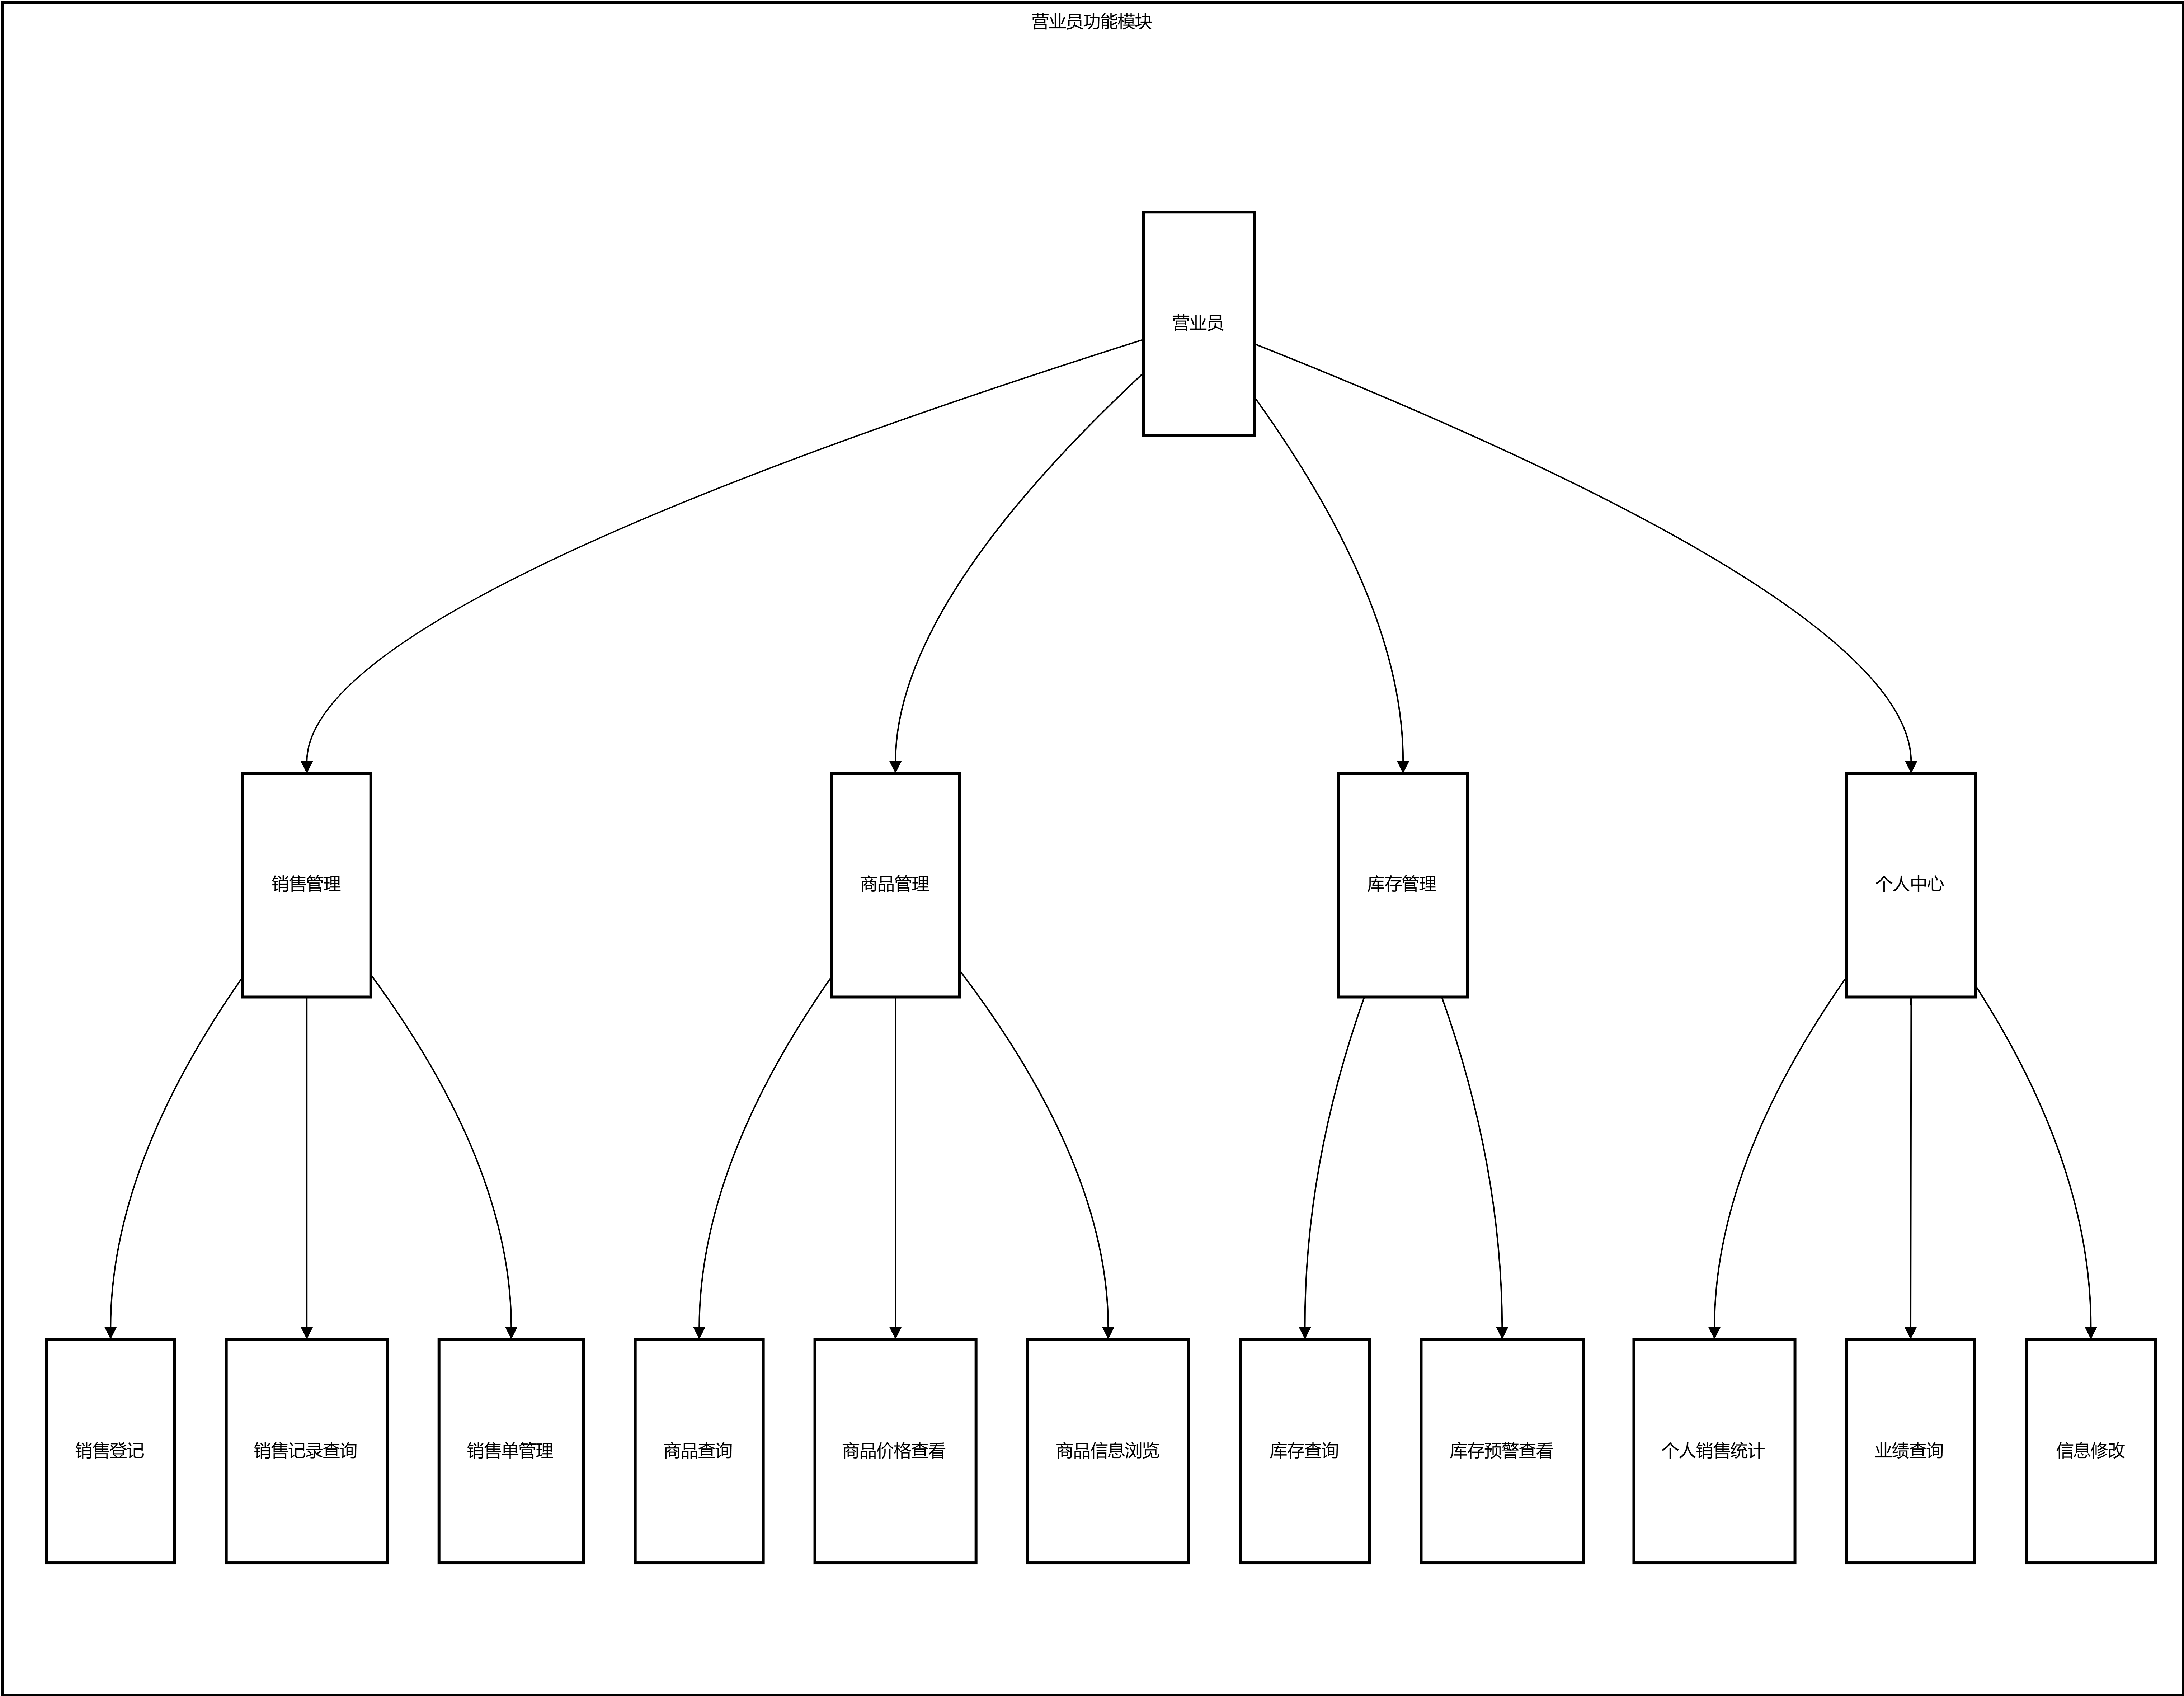 营业员功能模块
营业员
销售管理
商品管理
库存管理
个人中心
销售登记
销售记录查询
销售单管理
商品查询
商品价格查看
商品信息浏览
库存查询
库存预警查看
个人销售统计
业绩查询
信息修改